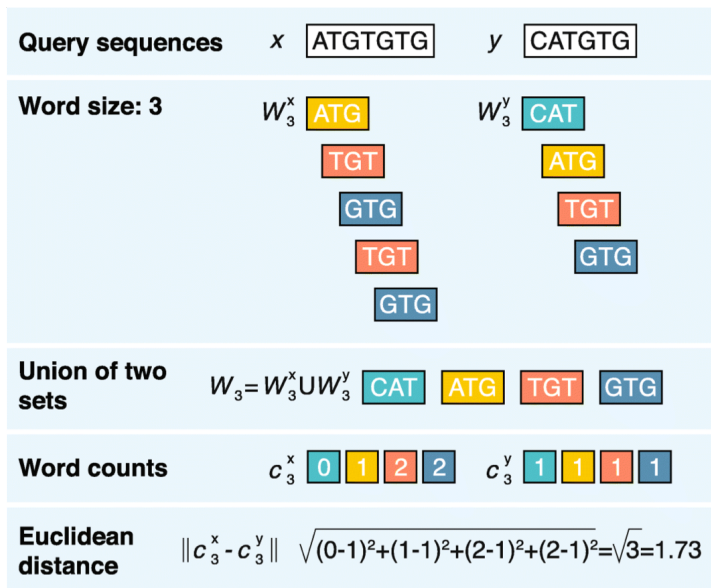 Query sequences x ATGTGTG y CATGTG
Word size: 3 W₃ˣ ATG W₃ʸ CAT
TGT ATG
GTG TGT
TGT GTG
GTG
Union of two sets W₃=W₃ˣUW₃ʸ CAT ATG TGT GTG
Word counts c₃ˣ 0 1 2 2 c₃ʸ 1 1 1 1
Euclidean distance ||c₃ˣ-c₃ʸ|| √(0-1)²+(1-1)²+(2-1)²+(2-1)²=√3=1.73